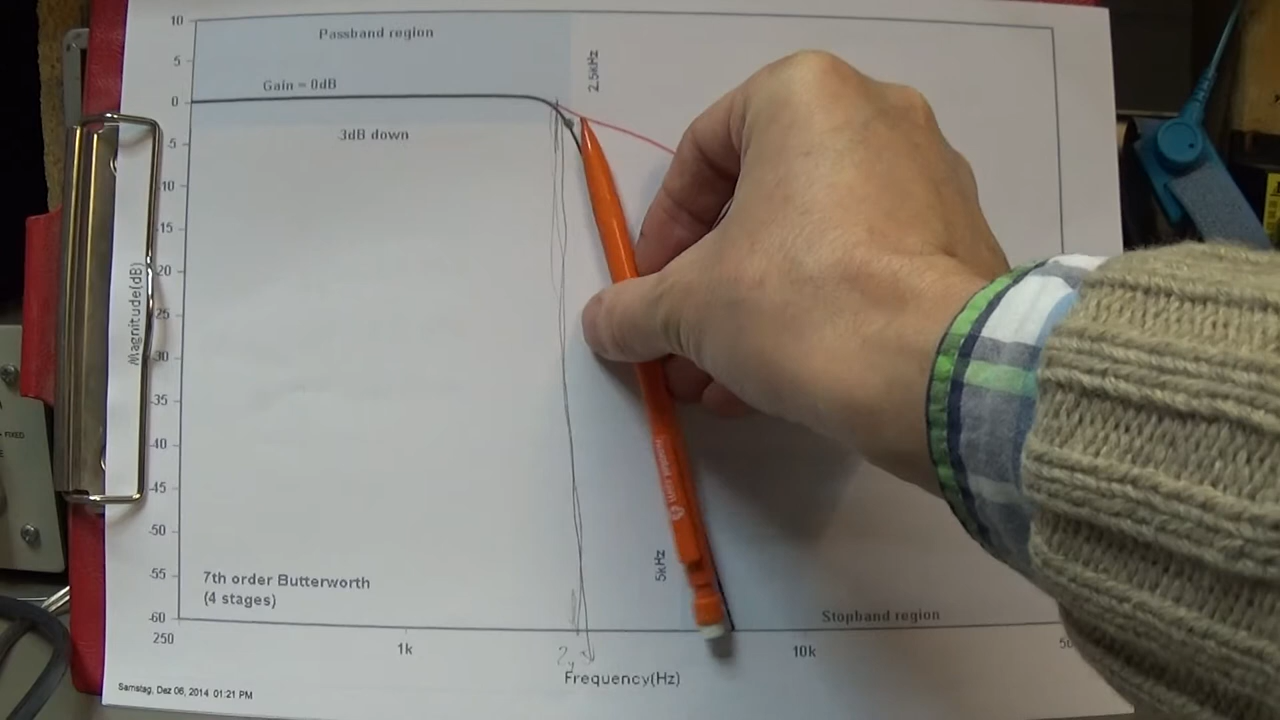 10
Passband region
5
2.5kHz
Gain = 0dB
0
3dB down
-5
-10
-15
-20
Magnitude(dB)
-25
-30
-35
-40
-45
-50
-55
5kHz
7th order Butterworth
(4 stages)
-60
Stopband region
250
1k
10k
Frequency(Hz)
Samstag, Dez 06, 2014 01:21 PM
FIXED